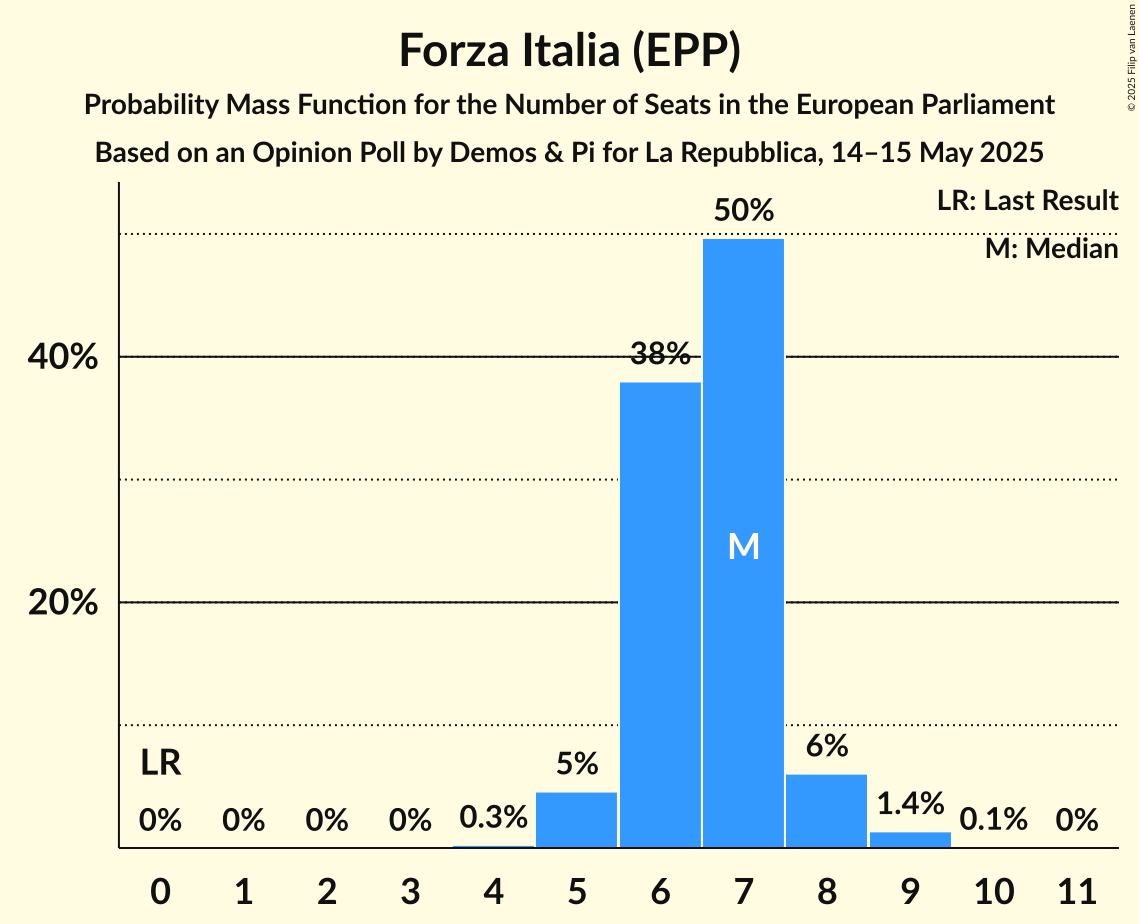 Forza Italia (EPP)
Probability Mass Function for the Number of Seats in the European Parliament
Based on an Opinion Poll by Demos & Pi for La Repubblica, 14–15 May 2025
© 2025 Filip van Laenen
LR: Last Result
M: Median
50%
40%
38%
M
20%
LR
0%
0%
0%
0%
0.3%
5%
6%
1.4%
0.1%
0%
0 1 2 3 4 5 6 7 8 9 10 11